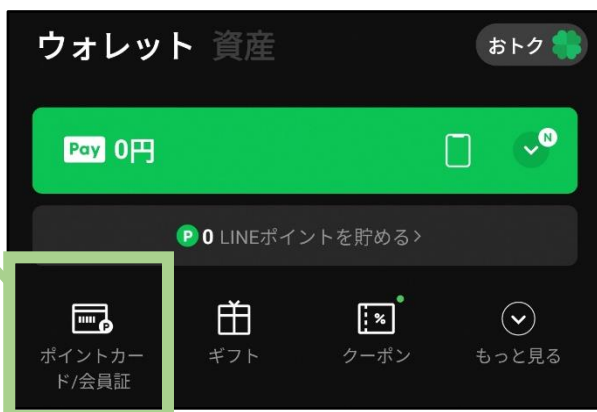 ウォレット 資産 おトク
Pay 0円 N
P 0 LINEポイントを貯める>
ポイントカー
ド/会員証 ギフト クーポン もっと見る